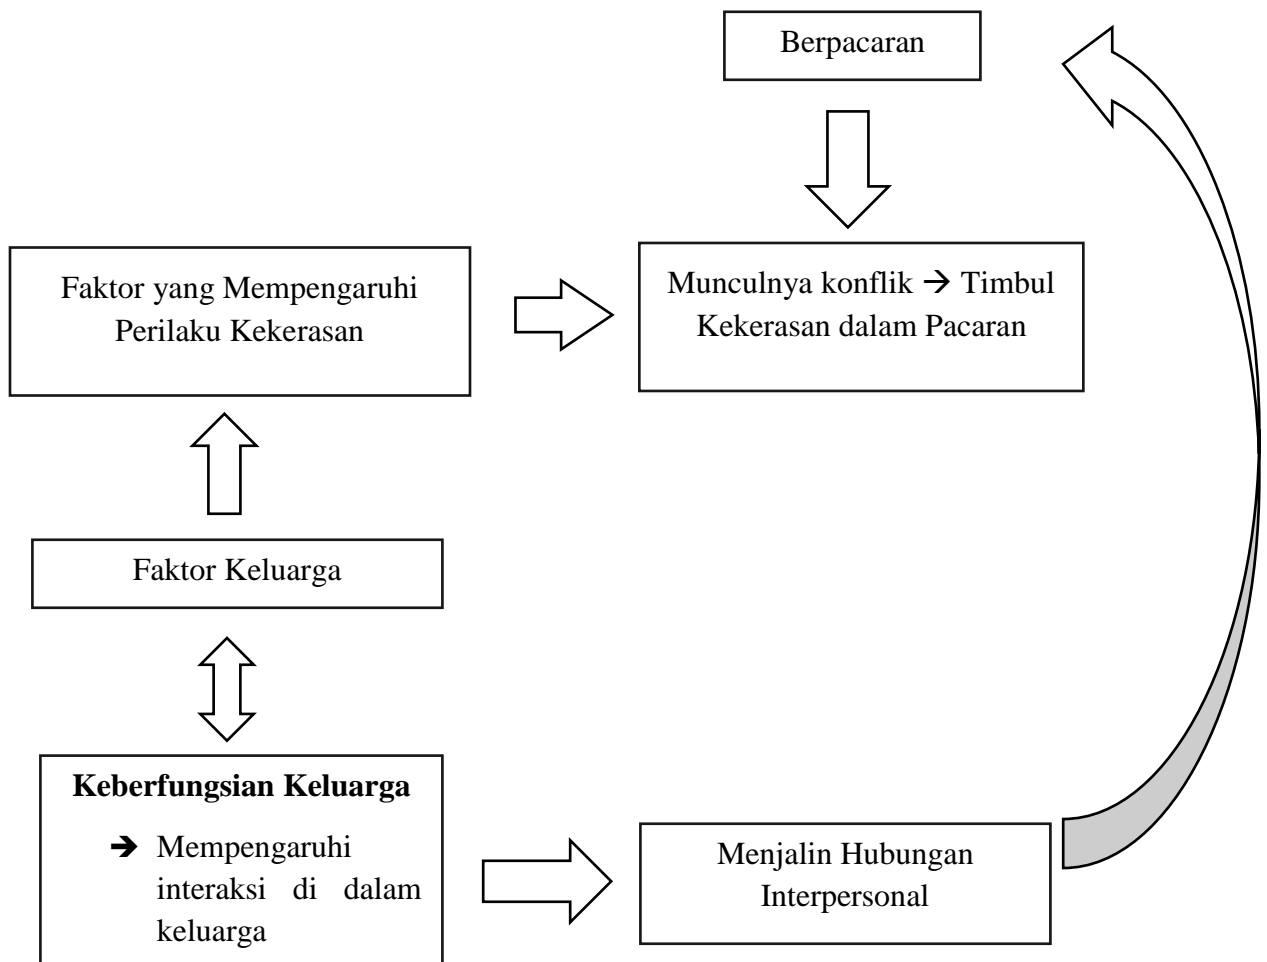 Berpacaran
Faktor yang Mempengaruhi
Perilaku Kekerasan
Munculnya konflik → Timbul
Kekerasan dalam Pacaran
Faktor Keluarga
Keberfungsian Keluarga
➔ Mempengaruhi
interaksi di dalam
keluarga
Menjalin Hubungan
Interpersonal